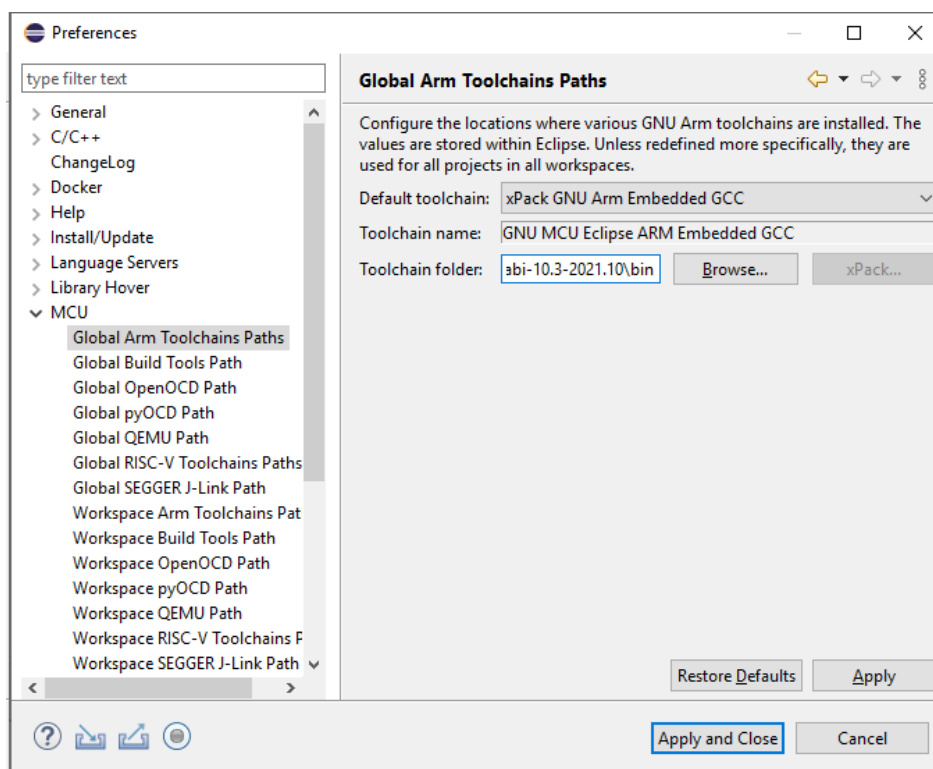 Preferences
type filter text
General
C/C++
ChangeLog
Docker
Help
Install/Update
Language Servers
Library Hover
MCU
Global Arm Toolchains Paths
Global Build Tools Path
Global OpenOCD Path
Global pyOCD Path
Global QEMU Path
Global RISC-V Toolchains Paths
Global SEGGER J-Link Path
Workspace Arm Toolchains Pat
Workspace Build Tools Path
Workspace OpenOCD Path
Workspace pyOCD Path
Workspace QEMU Path
Workspace RISC-V Toolchains P
Workspace SEGGER J-Link Path
Global Arm Toolchains Paths
Configure the locations where various GNU Arm toolchains are installed. The
values are stored within Eclipse. Unless redefined more specifically, they are
used for all projects in all workspaces.
Default toolchain: xPack GNU Arm Embedded GCC
Toolchain name: GNU MCU Eclipse ARM Embedded GCC
Toolchain folder: abi-10.3-2021.10\bin Browse... xPack...
Restore Defaults Apply
Apply and Close Cancel